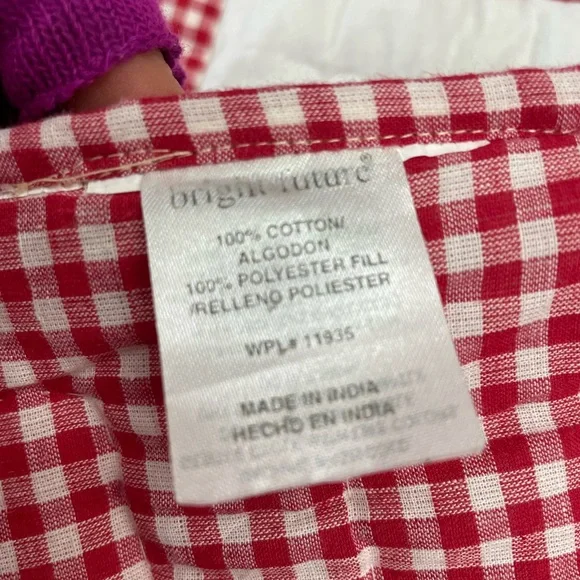 bright future®
100% COTTON/
ALGODON
100% POLYESTER FILL
/RELLENO POLIESTER
WPL# 11935
MADE IN INDIA
HECHO EN INDIA